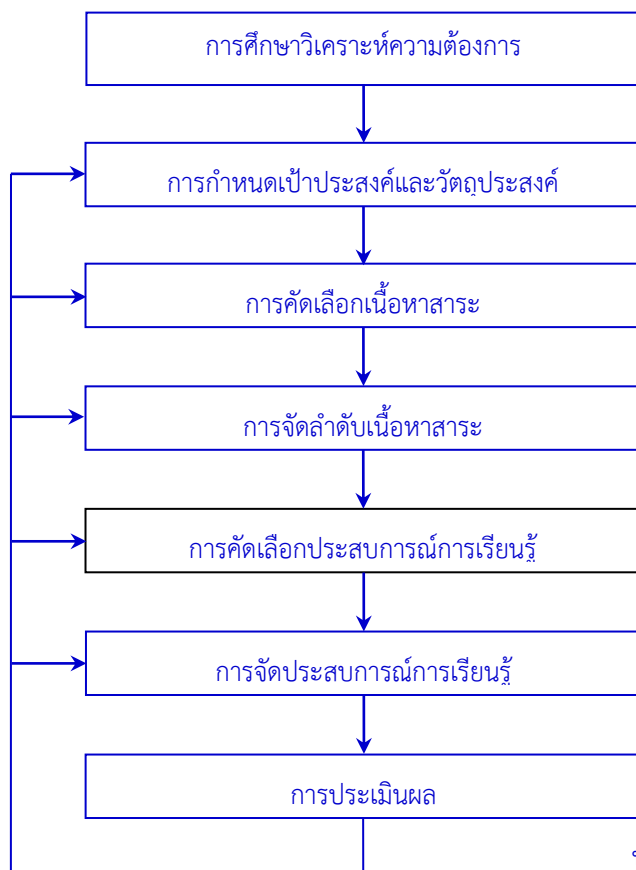 การศึกษาวิเคราะห์ความต้องการ
การกำหนดเป้าประสงค์และวัตถุประสงค์
การคัดเลือกเนื้อหาสาระ
การจัดลำดับเนื้อหาสาระ
การคัดเลือกประสบการณ์การเรียนรู้
การจัดประสบการณ์การเรียนรู้
การประเมินผล